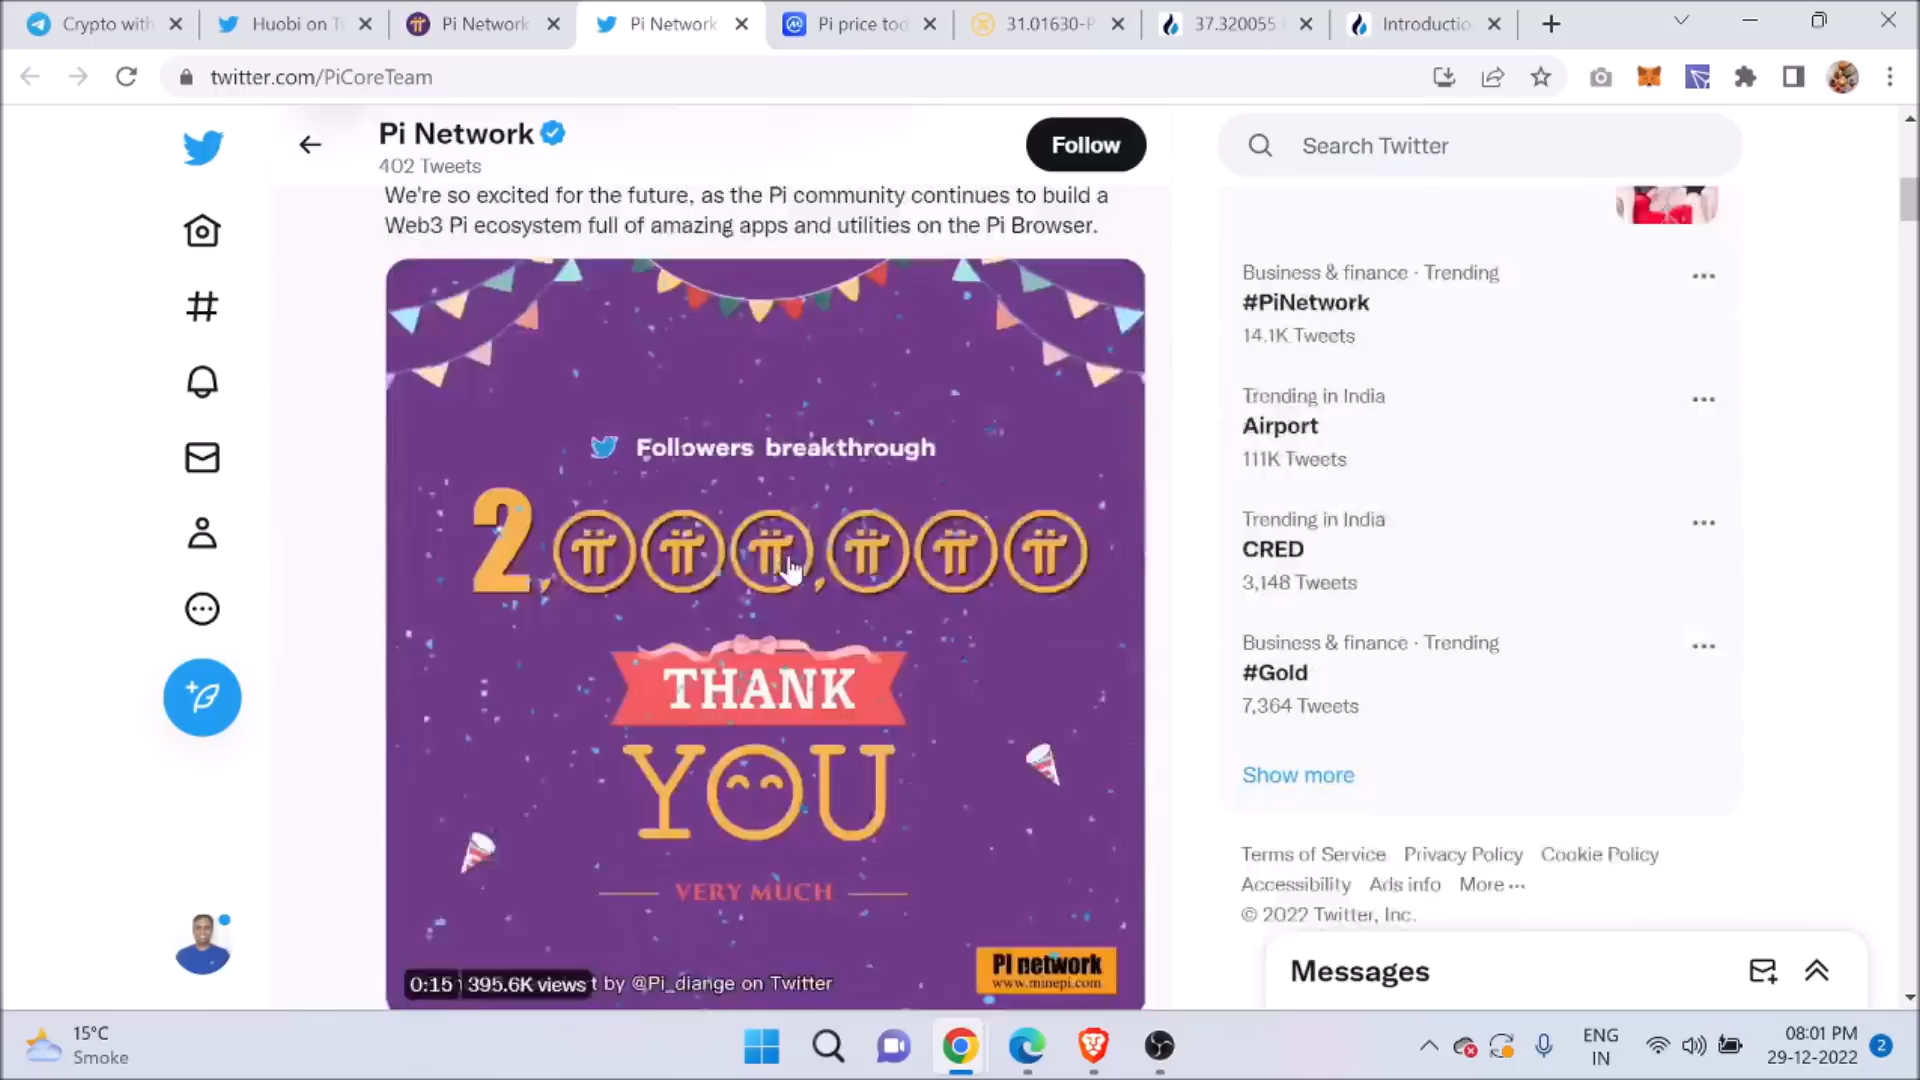 Crypto with
Huobi on T
Pi Network
Pi Network
Pi price too
31.01630-P
37.320055
Introductio
twitter.com/PiCoreTeam
Pi Network
402 Tweets
Follow
Search Twitter
We're so excited for the future, as the Pi community continues to build a
Web3 Pi ecosystem full of amazing apps and utilities on the Pi Browser.
Followers breakthrough
2,
THANK
YOU
VERY MUCH
PI network
www.minepi.com
0:15 395.6K views t by @Pi_diange on Twitter
Business & finance · Trending
#PiNetwork
14.1K Tweets
Trending in India
Airport
111K Tweets
Trending in India
CRED
3,148 Tweets
Business & finance · Trending
#Gold
7,364 Tweets
Show more
Terms of Service Privacy Policy Cookie Policy
Accessibility Ads info More ···
© 2022 Twitter, Inc.
Messages
15°C
Smoke
ENG
IN
08:01 PM
29-12-2022
2